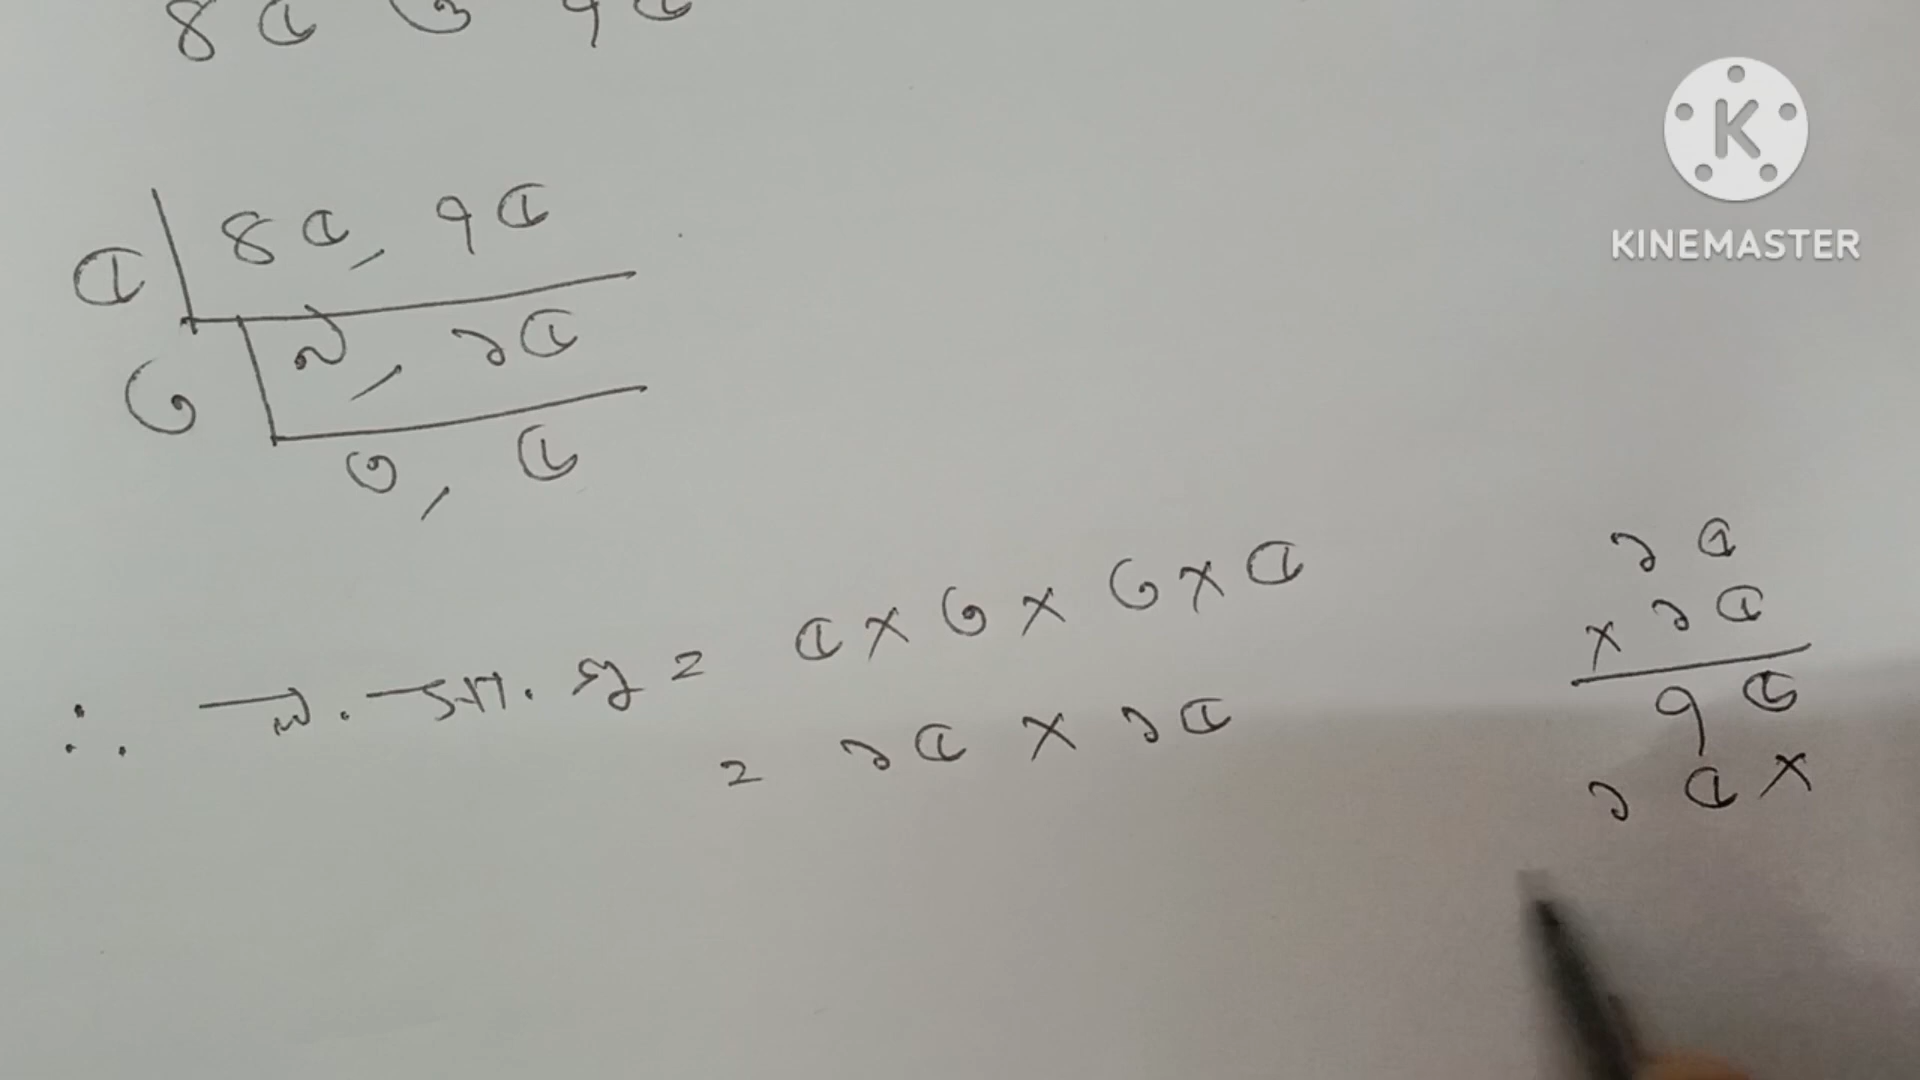 ৪৫ ও ৭৫
৫ | ৪৫, ৭৫
৩ | ৯, ১৫
৩, ৫
∴ ল. সা. গু = ৫ × ৩ × ৩ × ৫
= ১৫ × ১৫
১৫
× ১৫
৭৫
১৫×
K
KINEMASTER